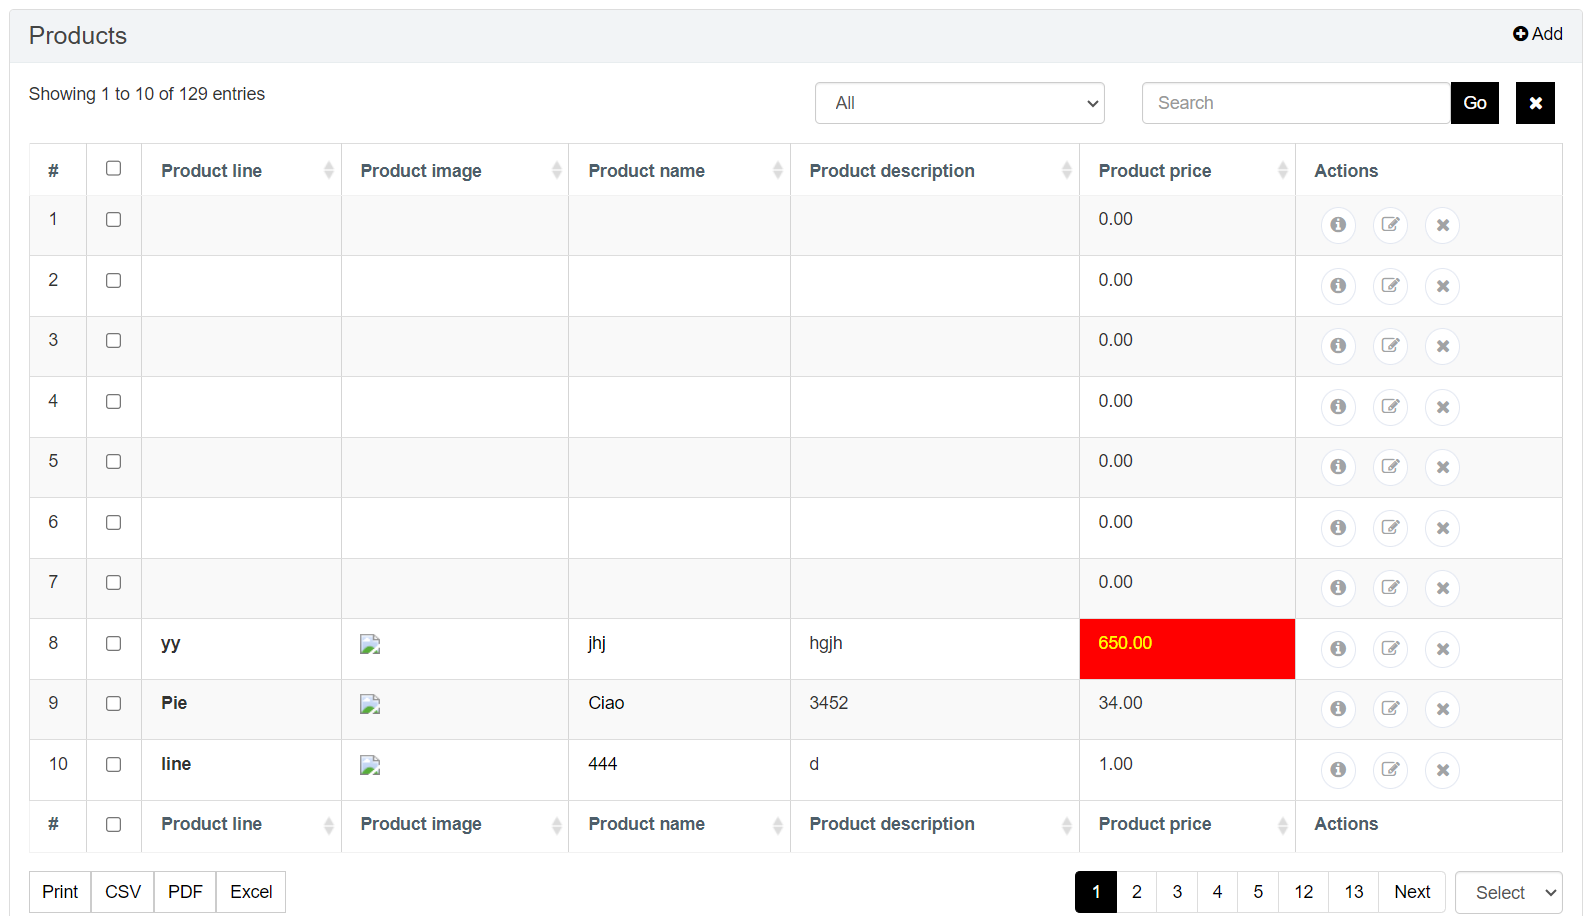 Products
Add
Showing 1 to 10 of 129 entries
All
Search
Go
# Product line Product image Product name Product description Product price Actions
1 0.00
2 0.00
3 0.00
4 0.00
5 0.00
6 0.00
7 0.00
8 yy jhj hgjh 650.00
9 Pie Ciao 3452 34.00
10 line 444 d 1.00
# Product line Product image Product name Product description Product price Actions
Print CSV PDF Excel
1 2 3 4 5 12 13 Next Select